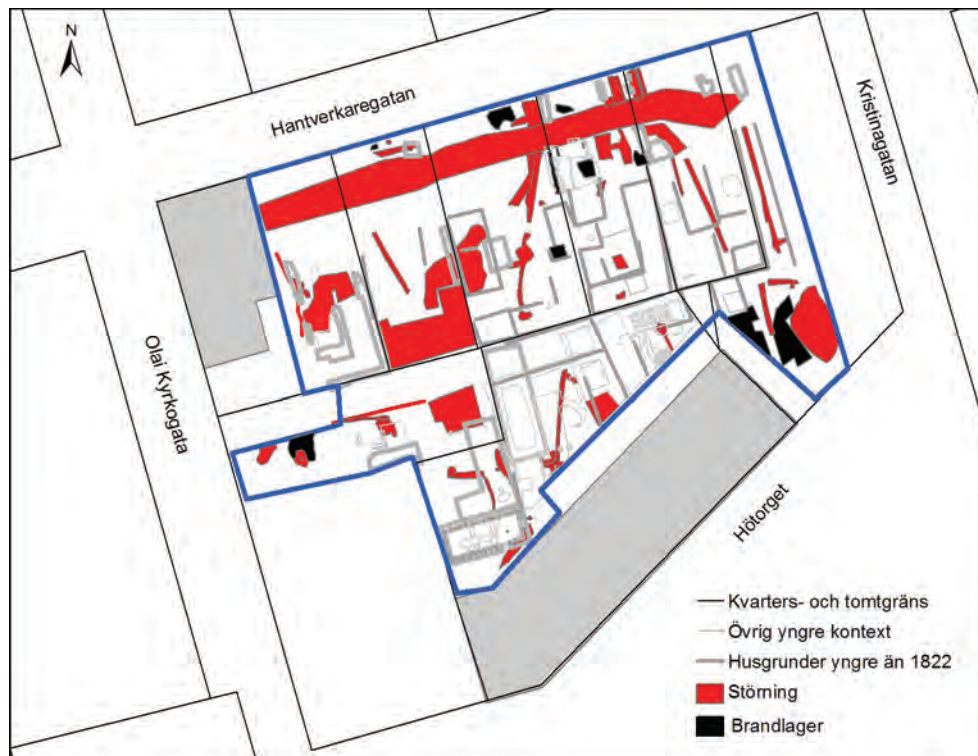 N
Hantverkaregatan
Kristinagatan
Olai Kyrkogata
Hötorget
Kvarters- och tomtgräns
Övrig yngre kontext
Husgrunder yngre än 1822
Störning
Brandlager